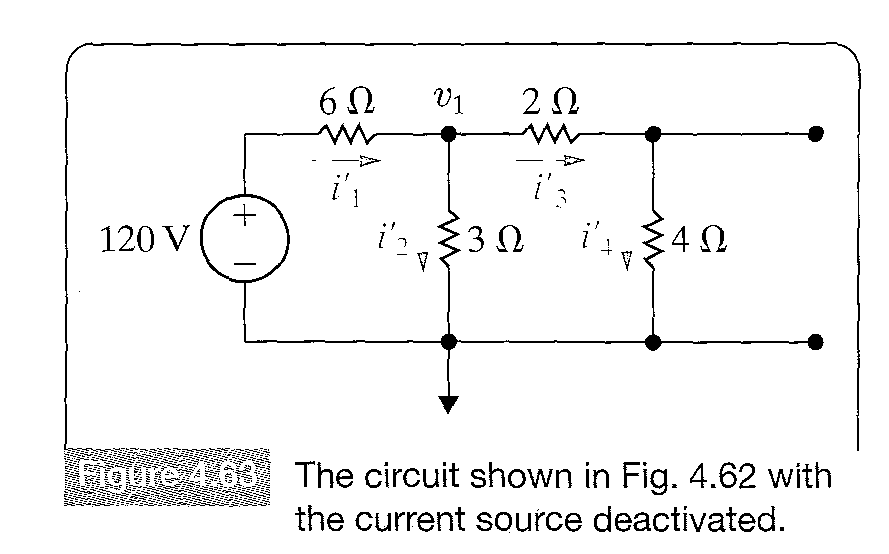 6 Ω v₁ 2 Ω
i'₁ i'₃
120 V + − i'₂ 3 Ω i'₄ 4 Ω
Figure 4.63 The circuit shown in Fig. 4.62 with
the current source deactivated.